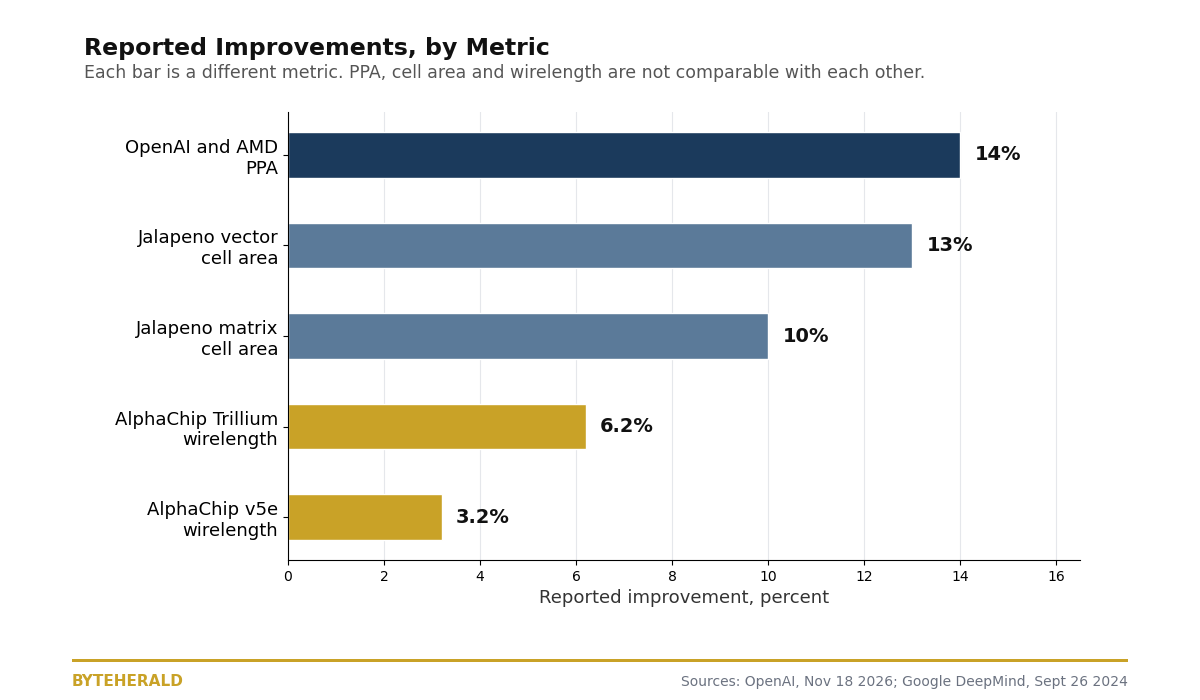 Reported Improvements, by Metric
Each bar is a different metric. PPA, cell area and wirelength are not comparable with each other.
OpenAI and AMD
PPA
14%
Jalapeno vector
cell area
13%
Jalapeno matrix
cell area
10%
AlphaChip Trillium
wirelength
6.2%
AlphaChip v5e
wirelength
3.2%
0 2 4 6 8 10 12 14 16
Reported improvement, percent
BYTEHERALD
Sources: OpenAI, Nov 18 2026; Google DeepMind, Sept 26 2024